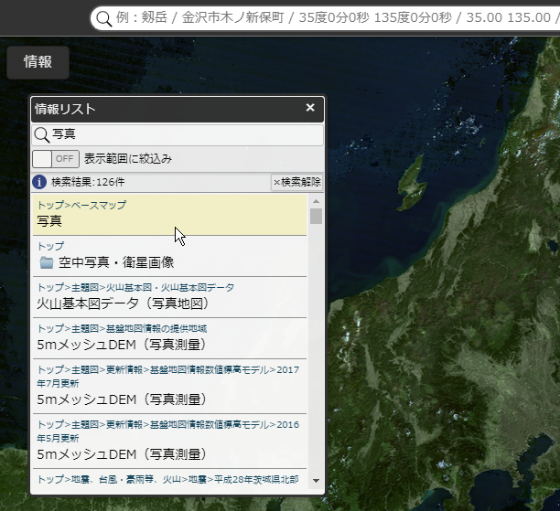 例：剱岳 / 金沢市木ノ新保町 / 35度0分0秒 135度0分0秒 / 35.00 135.00 /
情報
情報リスト ×
写真
OFF 表示範囲に絞込み
i 検索結果:126件 ×検索解除
トップ>ベースマップ
写真
トップ
空中写真・衛星画像
トップ>主題図>火山基本図・火山基本図データ
火山基本図データ（写真地図）
トップ>主題図>基盤地図情報の提供地域
5mメッシュDEM（写真測量）
トップ>主題図>更新情報>基盤地図情報数値標高モデル>2017
年7月更新
5mメッシュDEM（写真測量）
トップ>主題図>更新情報>基盤地図情報数値標高モデル>2016
年5月更新
5mメッシュDEM（写真測量）
トップ>地震、台風・豪雨等、火山>地震>平成28年茨城県北部